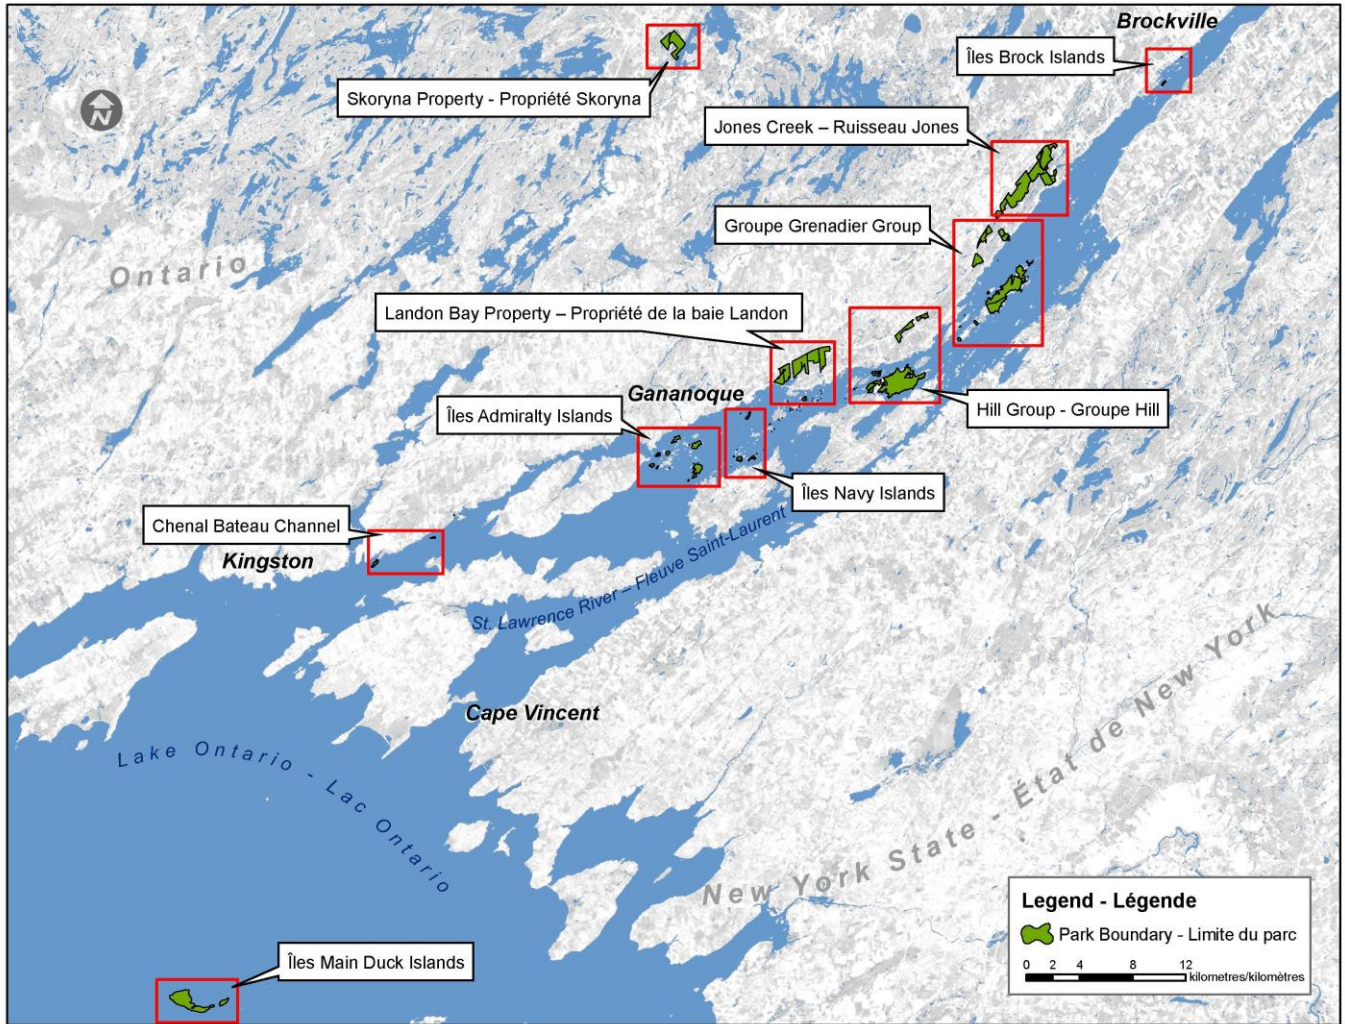 Brockville
Îles Brock Islands
Skoryna Property - Propriété Skoryna
N
Jones Creek – Ruisseau Jones
Groupe Grenadier Group
Ontario
Landon Bay Property – Propriété de la baie Landon
Gananoque
Îles Admiralty Islands
Hill Group - Groupe Hill
Îles Navy Islands
Chenal Bateau Channel
Kingston
St. Lawrence River – Fleuve Saint-Laurent
Cape Vincent
Lake Ontario - Lac Ontario
New York State - État de New York
Legend - Légende
Park Boundary - Limite du parc
0 2 4 8 12
kilometres/kilomètres
Îles Main Duck Islands